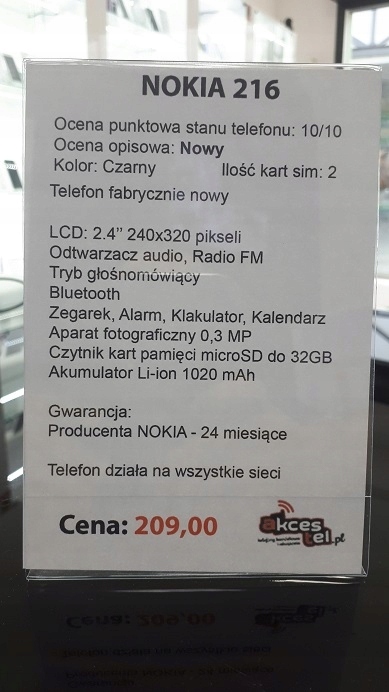 NOKIA 216
Ocena punktowa stanu telefonu: 10/10
Ocena opisowa: Nowy
Kolor: Czarny Ilość kart sim: 2
Telefon fabrycznie nowy
LCD: 2.4” 240x320 pikseli
Odtwarzacz audio, Radio FM
Tryb głośnomówiący
Bluetooth
Zegarek, Alarm, Klakulator, Kalendarz
Aparat fotograficzny 0,3 MP
Czytnik kart pamięci microSD do 32GB
Akumulator Li-ion 1020 mAh
Gwarancja:
Producenta NOKIA - 24 miesiące
Telefon działa na wszystkie sieci
Cena: 209,00
akces
tel.pl